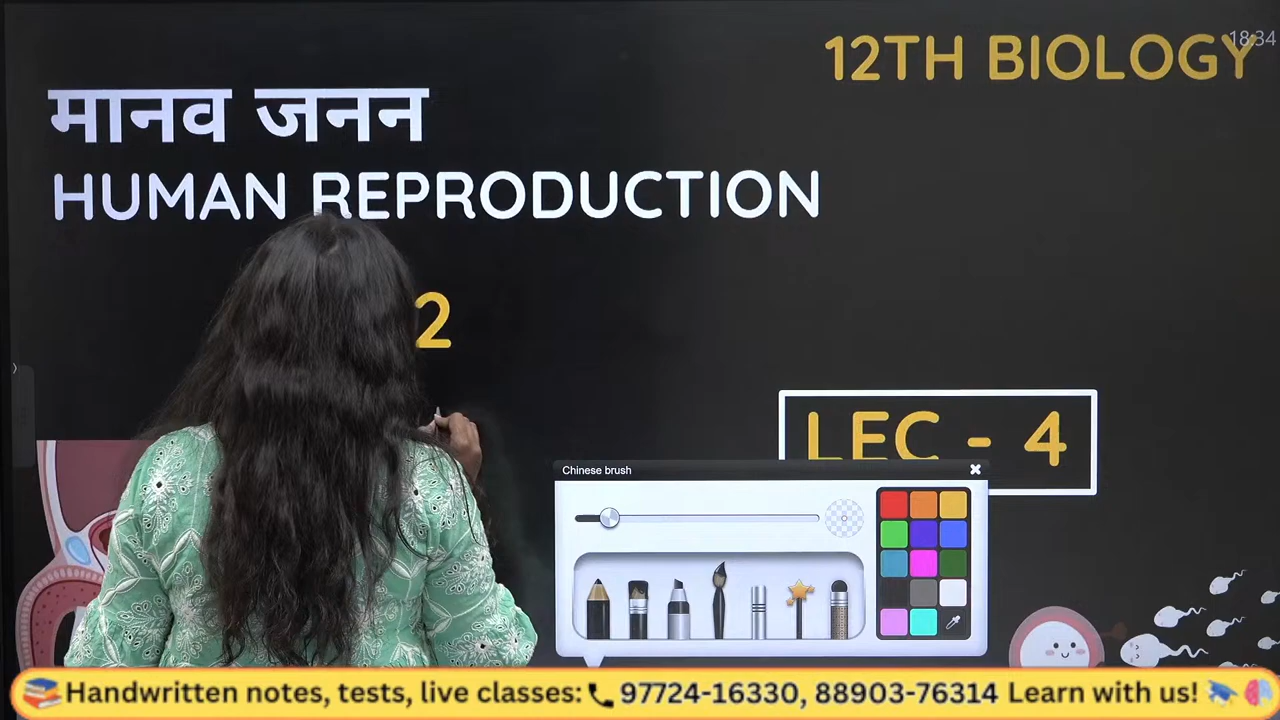 18:34
12TH BIOLOGY
मानव जनन
HUMAN REPRODUCTION
2
LEC - 4
Chinese brush
Handwritten notes, tests, live classes: 97724-16330, 88903-76314 Learn with us!